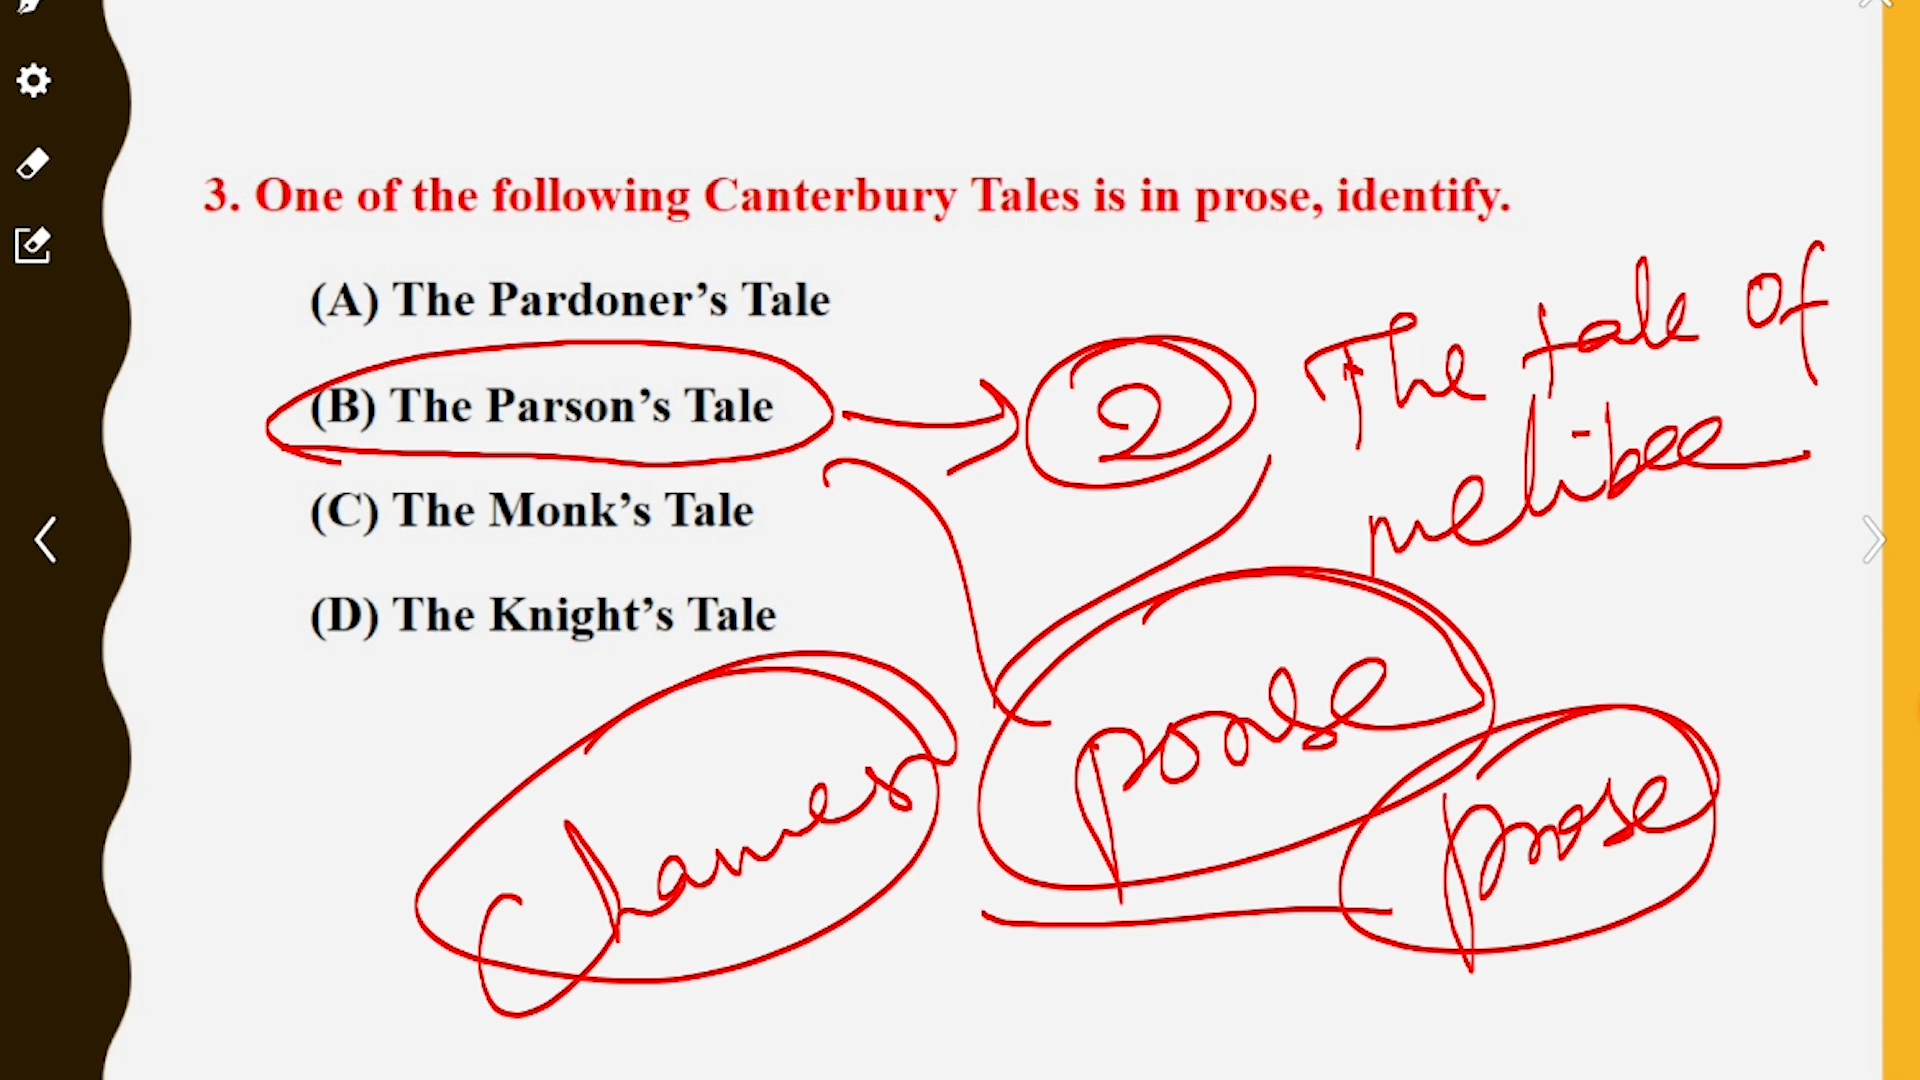 3. One of the following Canterbury Tales is in prose, identify.
(A) The Pardoner’s Tale
(B) The Parson’s Tale
(C) The Monk’s Tale
(D) The Knight’s Tale
2
The tale of
melibee
prose
prose